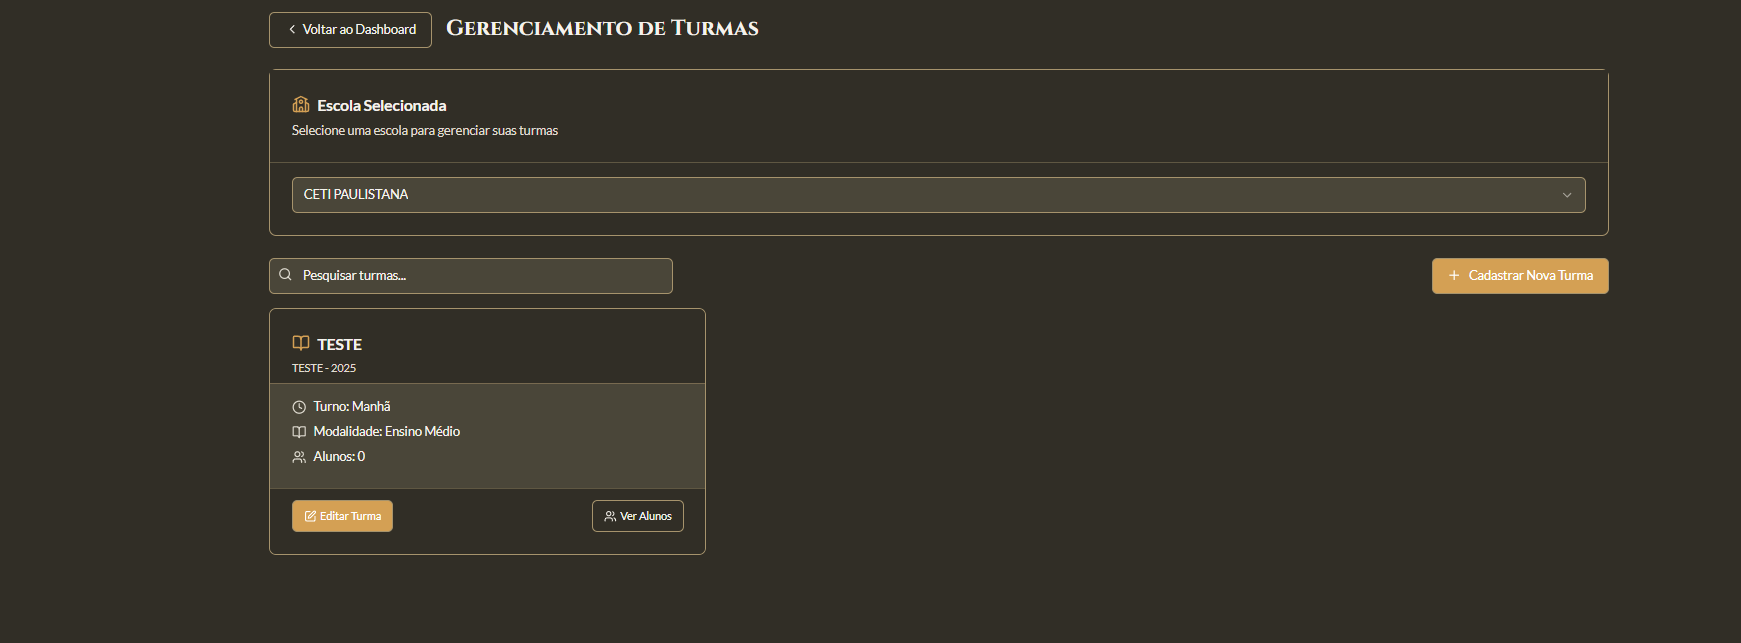 Voltar ao Dashboard
Gerenciamento de Turmas
Escola Selecionada
Selecione uma escola para gerenciar suas turmas
CETI PAULISTANA
Pesquisar turmas...
Cadastrar Nova Turma
TESTE
TESTE - 2025
Turno: Manhã
Modalidade: Ensino Médio
Alunos: 0
Editar Turma
Ver Alunos